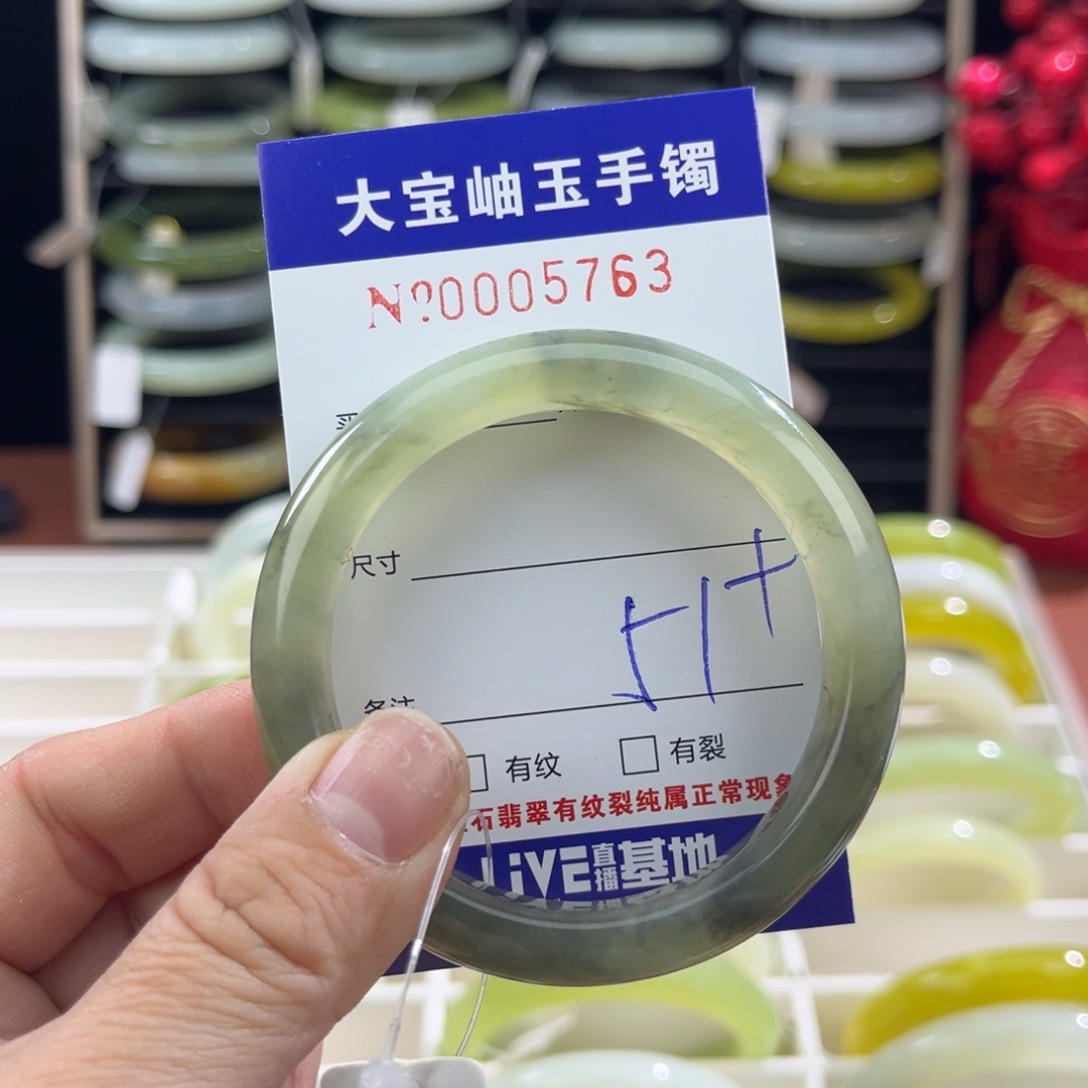 大宝岫玉手镯
No0005763
尺寸
51+
备注
有纹 有裂
石翡翠有纹裂纯属正常现象
LiVE直播基地